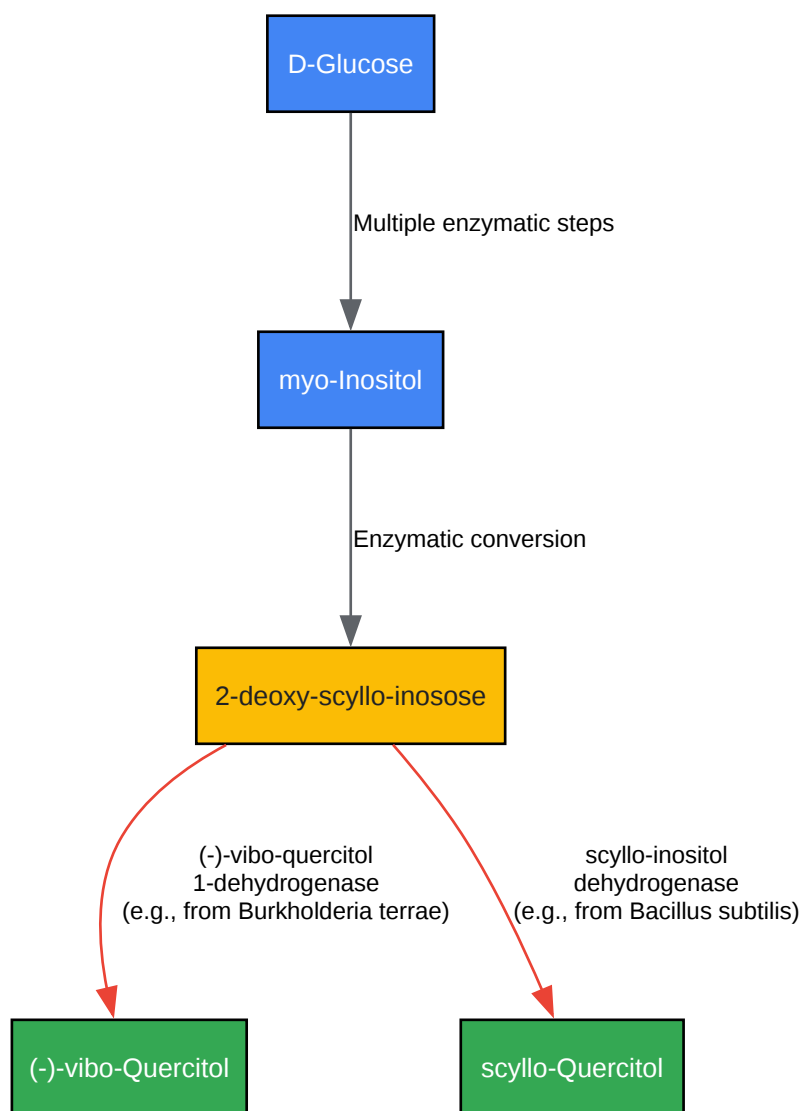 D-Glucose
Multiple enzymatic steps
myo-Inositol
Enzymatic conversion
2-deoxy-scyllo-inosose
(-)-vibo-quercitol
1-dehydrogenase
(e.g., from Burkholderia terrae)
scyllo-inositol
dehydrogenase
(e.g., from Bacillus subtilis)
(-)-vibo-Quercitol
scyllo-Quercitol